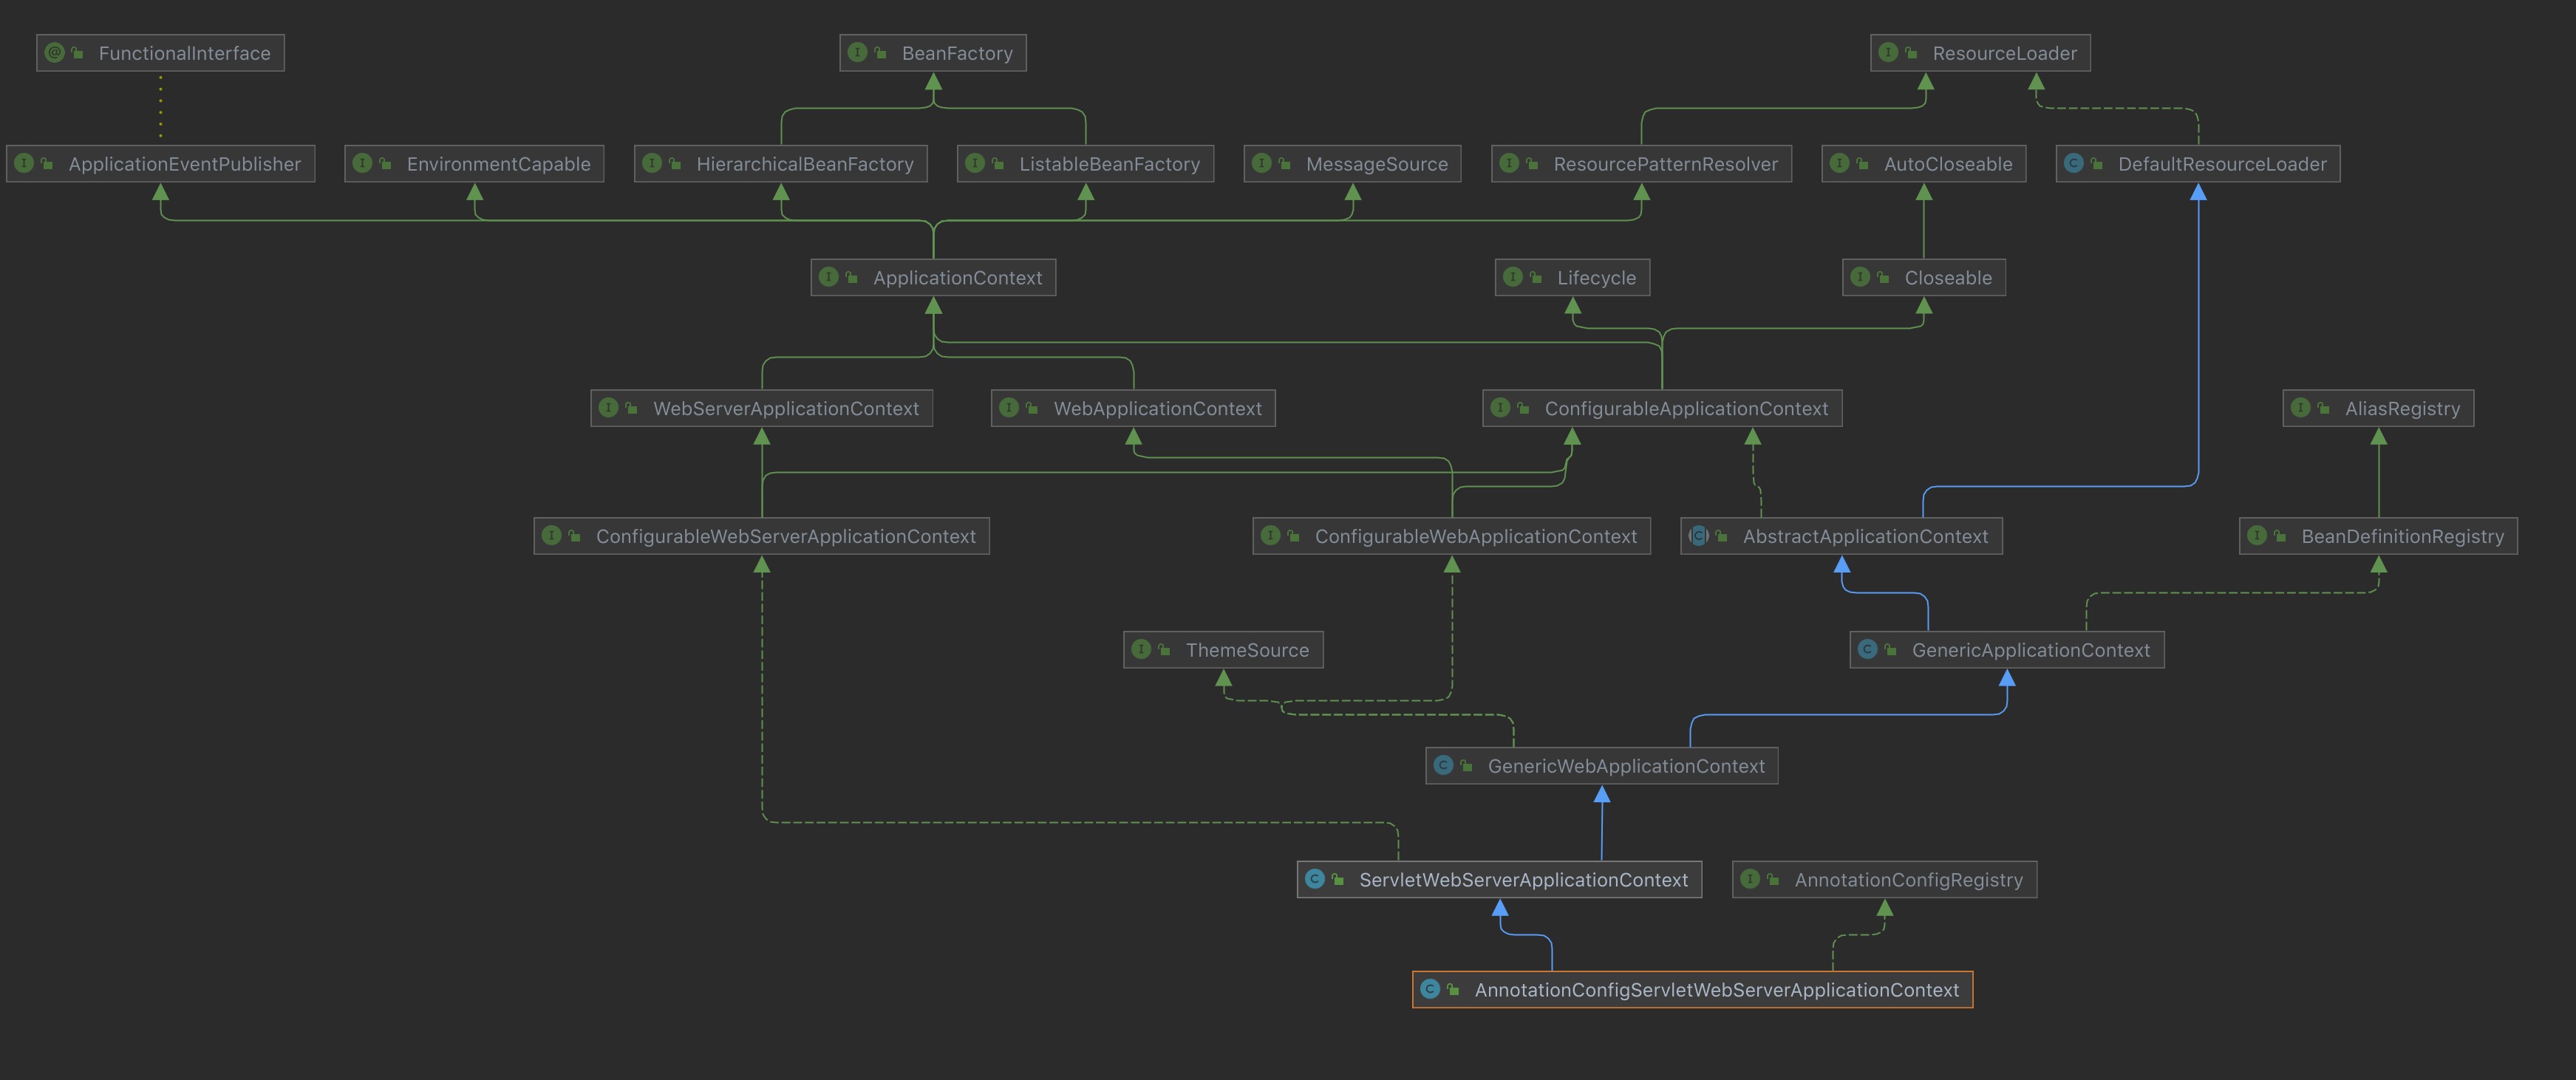 FunctionalInterface
BeanFactory
ResourceLoader
ApplicationEventPublisher
EnvironmentCapable
HierarchicalBeanFactory
ListableBeanFactory
MessageSource
ResourcePatternResolver
AutoCloseable
DefaultResourceLoader
ApplicationContext
Lifecycle
Closeable
WebServerApplicationContext
WebApplicationContext
ConfigurableApplicationContext
AliasRegistry
ConfigurableWebServerApplicationContext
ConfigurableWebApplicationContext
AbstractApplicationContext
BeanDefinitionRegistry
ThemeSource
GenericApplicationContext
GenericWebApplicationContext
ServletWebServerApplicationContext
AnnotationConfigRegistry
AnnotationConfigServletWebServerApplicationContext